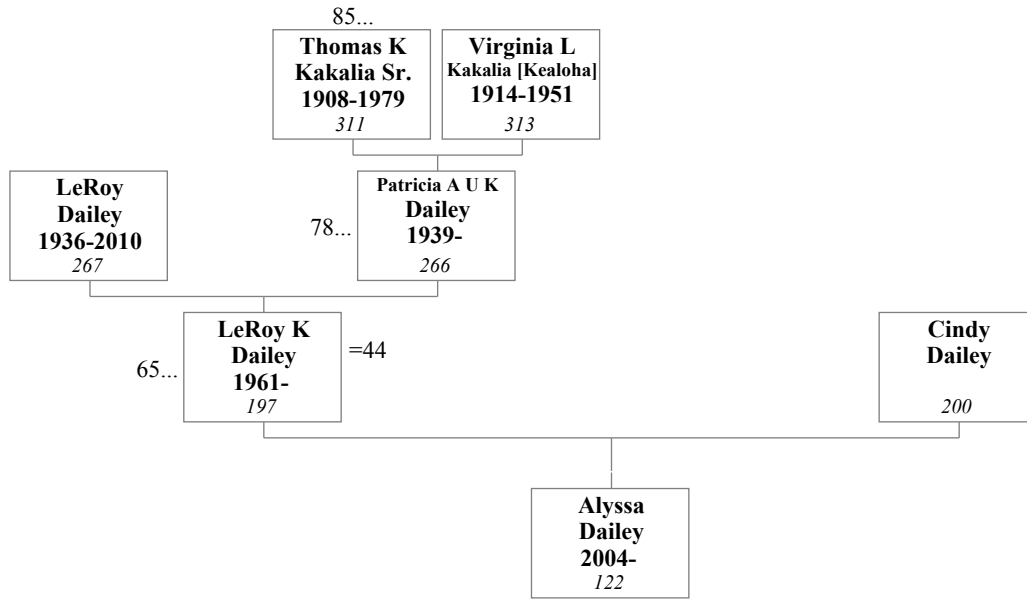 85...
Thomas K
Kakalia Sr.
1908-1979
311
Virginia L
Kakalia [Kealoha]
1914-1951
313
LeRoy
Dailey
1936-2010
267
78...
Patricia A U K
Dailey
1939-
266
65...
LeRoy K
Dailey
1961-
197
=44
Cindy
Dailey
200
Alyssa
Dailey
2004-
122